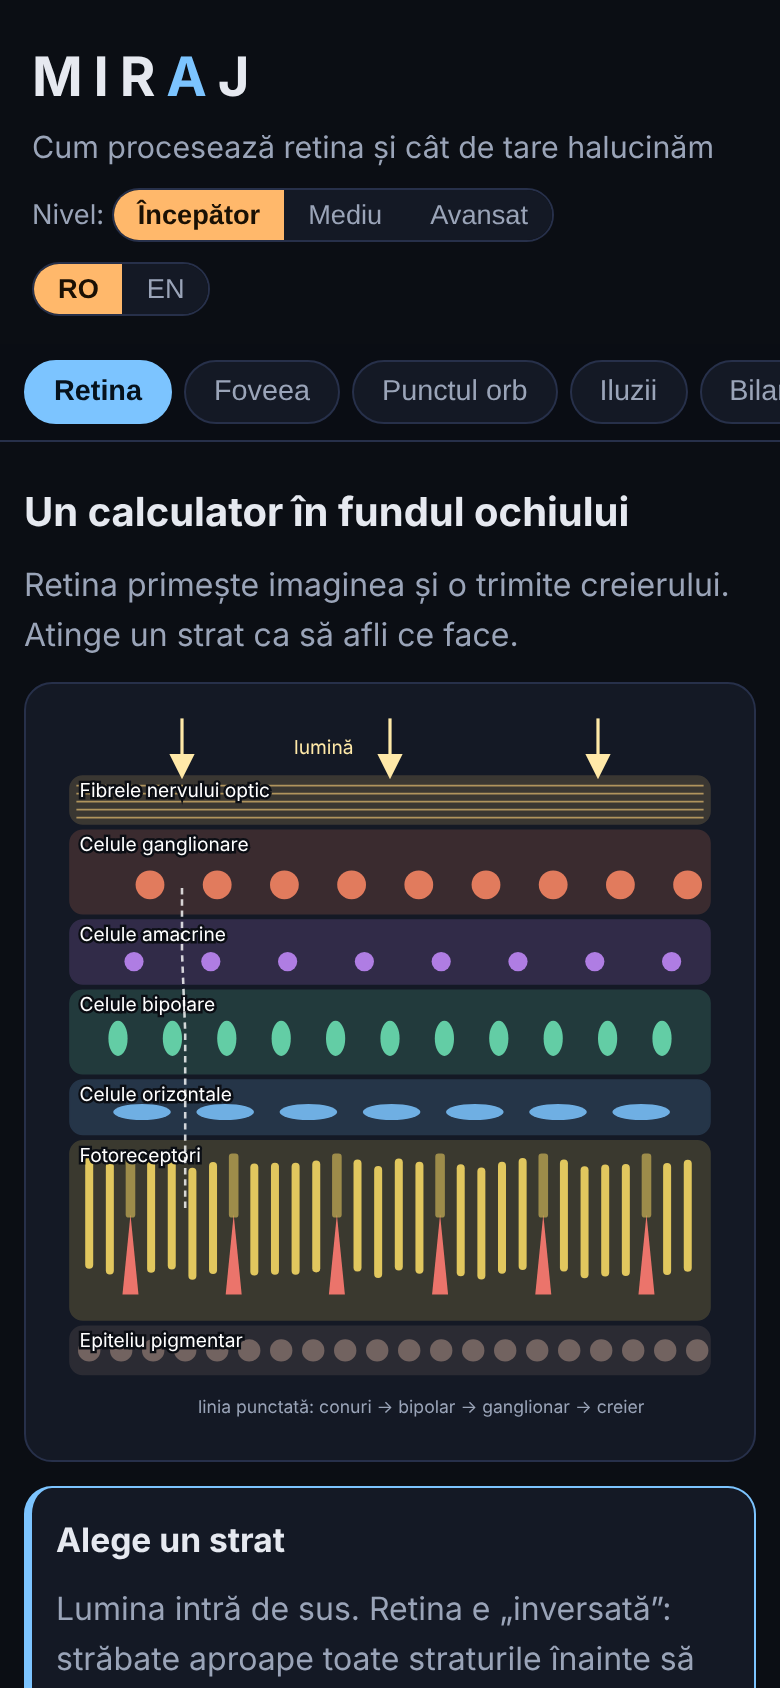 MIRAJ
Cum procesează retina și cât de tare halucinăm
Nivel: Începător Mediu Avansat
RO EN
Retina Foveea Punctul orb Iluzii
Un calculator în fundul ochiului
Retina primește imaginea și o trimite creierului.
Atinge un strat ca să afli ce face.
lumină
Fibrele nervului optic
Celule ganglionare
Celule amacrine
Celule bipolare
Celule orizontale
Fotoreceptori
Epiteliu pigmentar
linia punctată: conuri → bipolar → ganglionar → creier
Alege un strat
Lumina intră de sus. Retina e „inversată”:
străbate aproape toate straturile înainte să